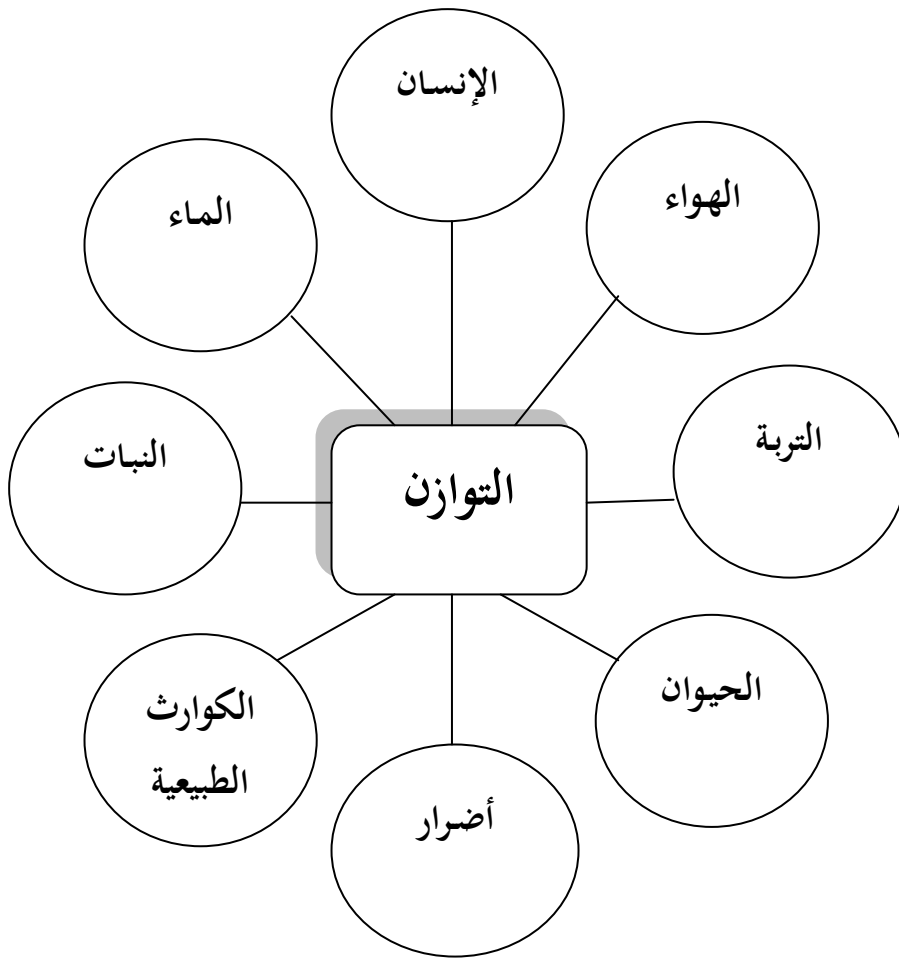 الإنسان
الهواء
الماء
التربة
النبات
التوازن
الحيوان
الكوارث
الطبيعية
أضرار